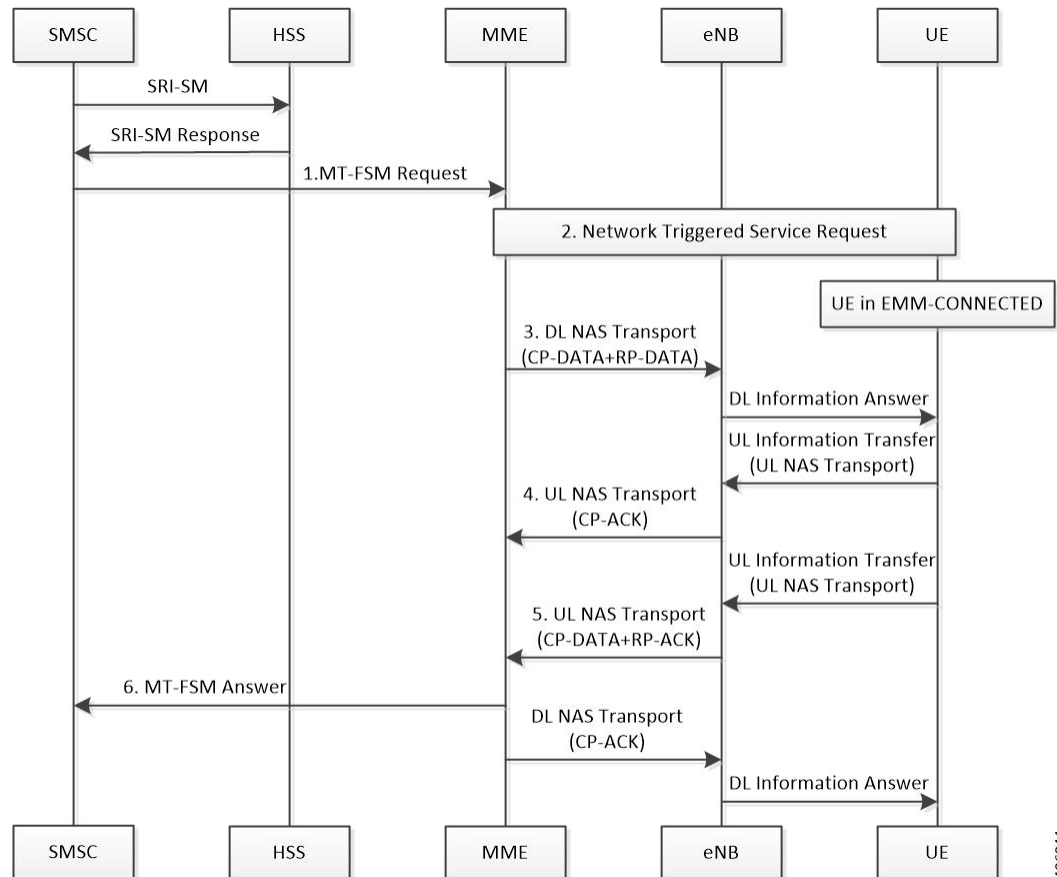 SMSC
HSS
MME
eNB
UE
SRI-SM
SRI-SM Response
1.MT-FSM Request
2. Network Triggered Service Request
UE in EMM-CONNECTED
3. DL NAS Transport
(CP-DATA+RP-DATA)
DL Information Answer
UL Information Transfer
(UL NAS Transport)
4. UL NAS Transport
(CP-ACK)
UL Information Transfer
(UL NAS Transport)
5. UL NAS Transport
(CP-DATA+RP-ACK)
6. MT-FSM Answer
DL NAS Transport
(CP-ACK)
DL Information Answer
SMSC
HSS
MME
eNB
UE